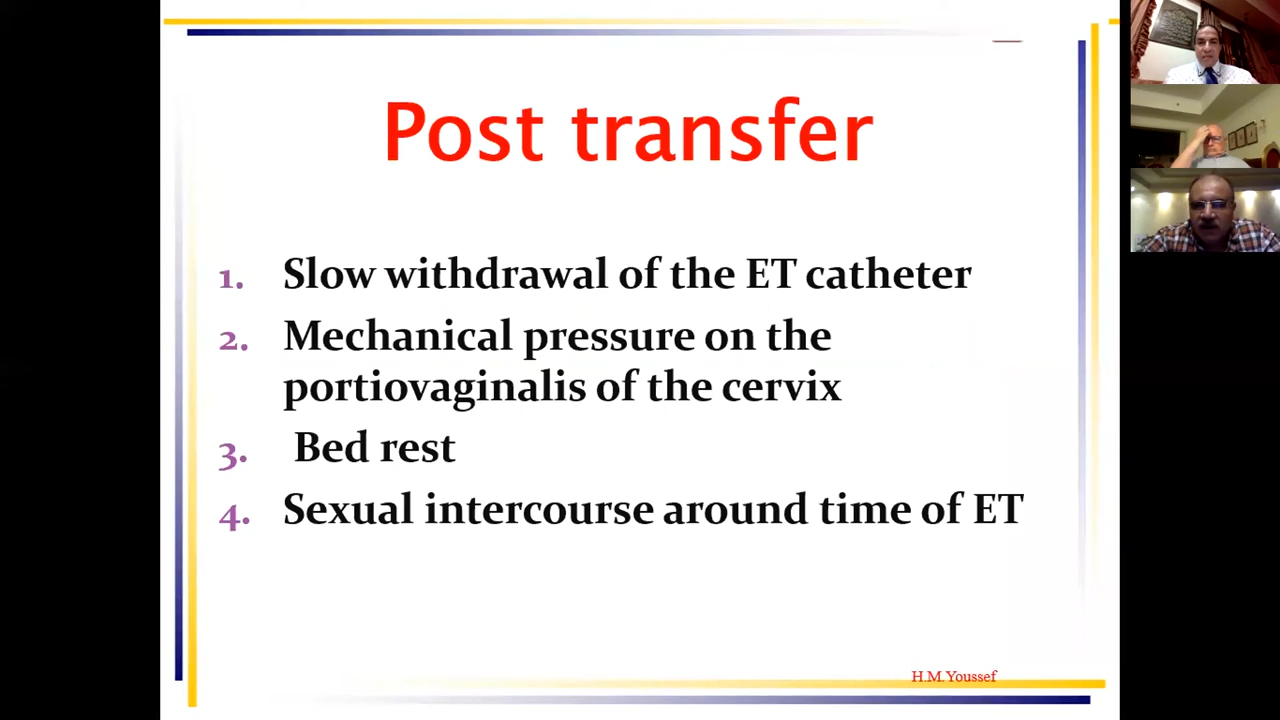 Post transfer
1. Slow withdrawal of the ET catheter
2. Mechanical pressure on the
portiovaginalis of the cervix
3. Bed rest
4. Sexual intercourse around time of ET
H.M.Youssef